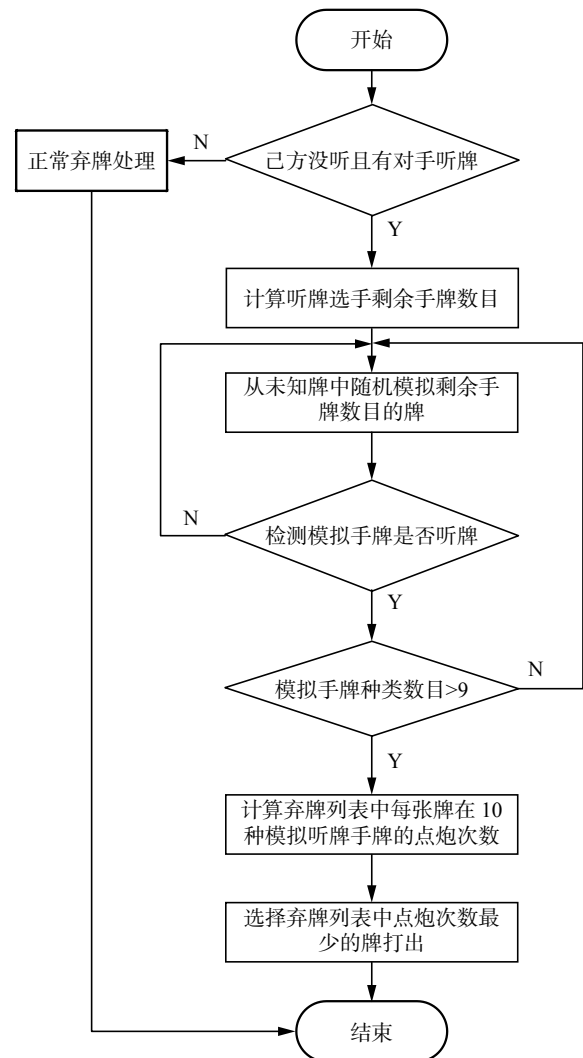 开始
己方没听且有对手听牌
N
正常弃牌处理
Y
计算听牌选手剩余手牌数目
从未知牌中随机模拟剩余手
牌数目的牌
N
检测模拟手牌是否听牌
Y
模拟手牌种类数目>9
N
Y
计算弃牌列表中每张牌在 10
种模拟听牌手牌的点炮次数
选择弃牌列表中点炮次数最
少的牌打出
结束